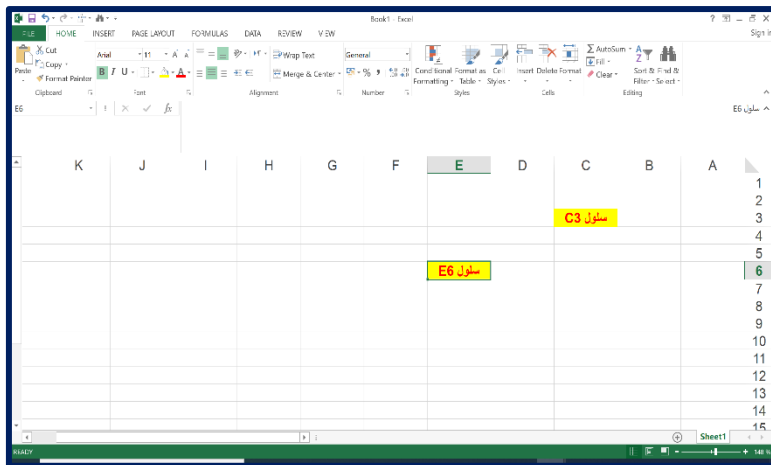 Book1 - Excel
FILE HOME INSERT PAGE LAYOUT FORMULAS DATA REVIEW VIEW Sign in
Cut
Copy
Format Painter
Paste
Arial 11
B I U
Wrap Text
Merge & Center
General
Conditional Formatting
Format as Table
Cell Styles
Insert Delete Format
AutoSum
Fill
Clear
Sort & Filter
Find & Select
Clipboard Font Alignment Number Styles Cells Editing
E6 fx سلول E6
K J I H G F E D C B A
1
2
3 سلول C3
4
5
6 سلول E6
7
8
9
10
11
12
13
14
15
Sheet1
READY 140 %